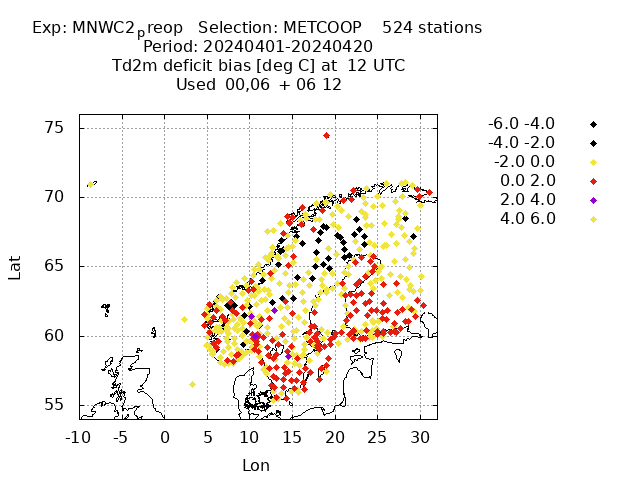 Exp: MNWC2preop   Selection: METCOOP    524 stations
Period: 20240401-20240420
Td2m deficit bias [deg C] at  12 UTC
Used  00,06  + 06 12
-6.0 -4.0
-4.0 -2.0
-2.0 0.0
0.0 2.0
2.0 4.0
4.0 6.0
75
70
65
60
55
Lat
-10 -5 0 5 10 15 20 25 30
Lon